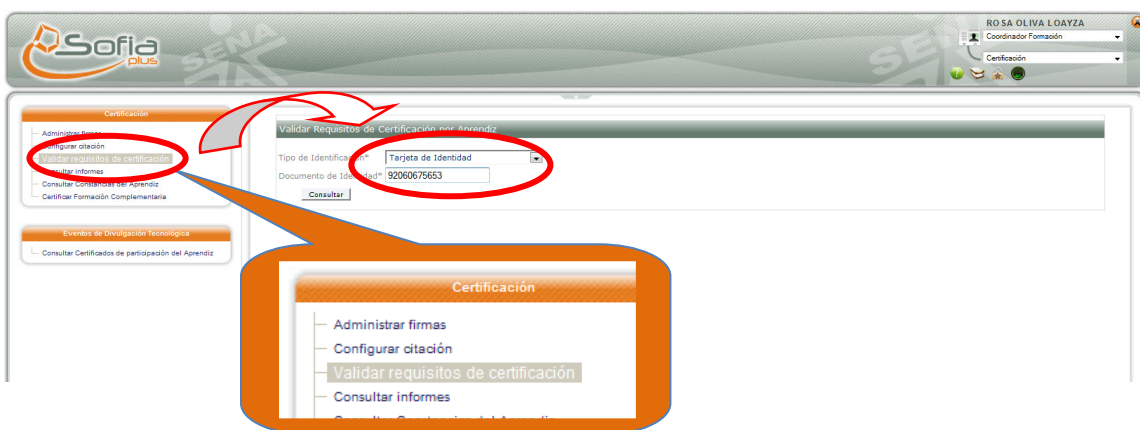 Sofia
plus
SENA
SENA
ROSA OLIVA LOAYZA
Coordinador Formación
Certificación
Certificación
Administrar firmas
Configurar citación
Validar requisitos de certificación
Consultar informes
Consultar Constancias del Aprendiz
Certificar Formación Complementaria
Eventos de Divulgación Tecnológica
Consultar Certificados de participación del Aprendiz
Validar Requisitos de Certificación por Aprendiz
Tipo de Identificación* Tarjeta de Identidad
Documento de Identidad* 92060675653
Consultar
Certificación
Administrar firmas
Configurar citación
Validar requisitos de certificación
Consultar informes